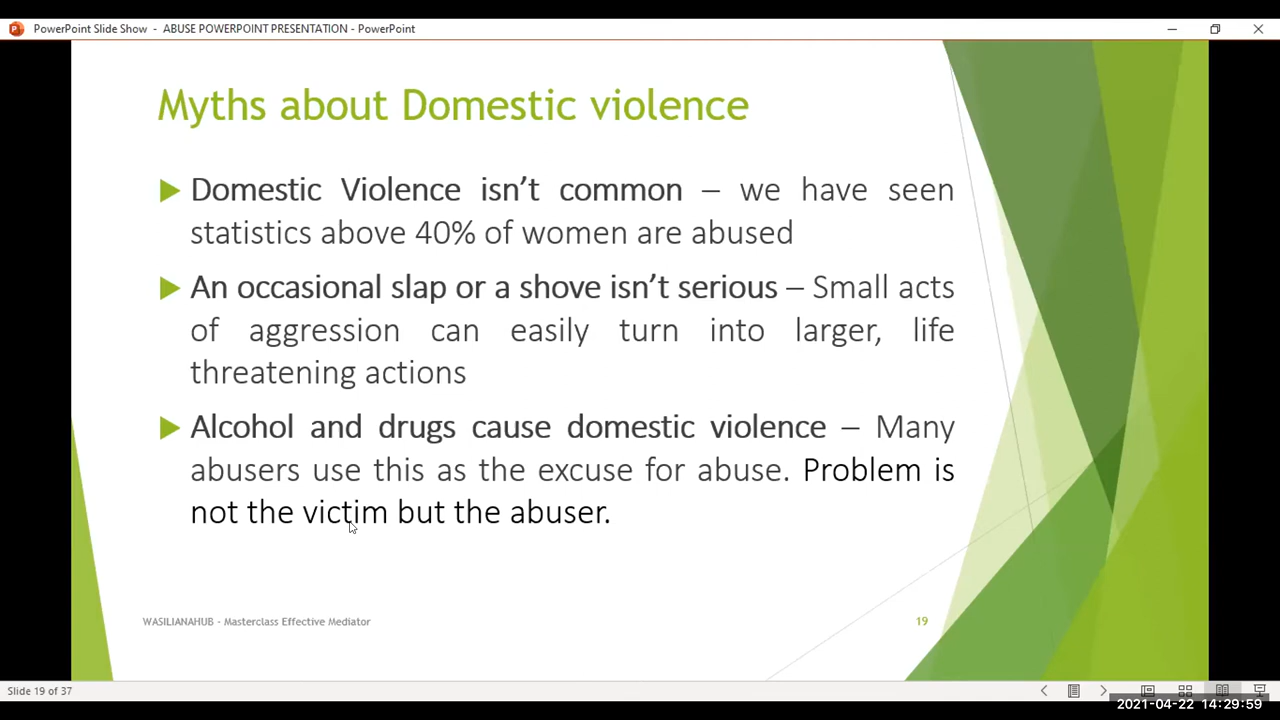 PowerPoint Slide Show - ABUSE POWERPOINT PRESENTATION - PowerPoint
Myths about Domestic violence
Domestic Violence isn't common – we have seen
statistics above 40% of women are abused
An occasional slap or a shove isn't serious – Small acts
of aggression can easily turn into larger, life
threatening actions
Alcohol and drugs cause domestic violence – Many
abusers use this as the excuse for abuse. Problem is
not the victim but the abuser.
WASILIANAHUB - Masterclass Effective Mediator
19
Slide 19 of 37
2021-04-22 14:29:59